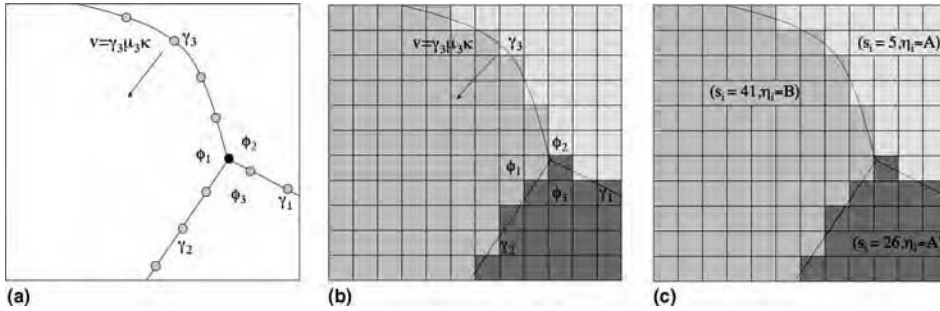 γ₃
v=γ₃μ₃κ
ϕ₁
ϕ₂
ϕ₃
γ₁
γ₂
(a)
v=γ₃μ₃κ
γ₃
ϕ₂
ϕ₁
ϕ₃
γ₁
γ₂
(b)
(sᵢ = 5,ηᵢ=A)
(sᵢ = 41,ηᵢ=B)
(sᵢ = 26,ηᵢ=A)
(c)